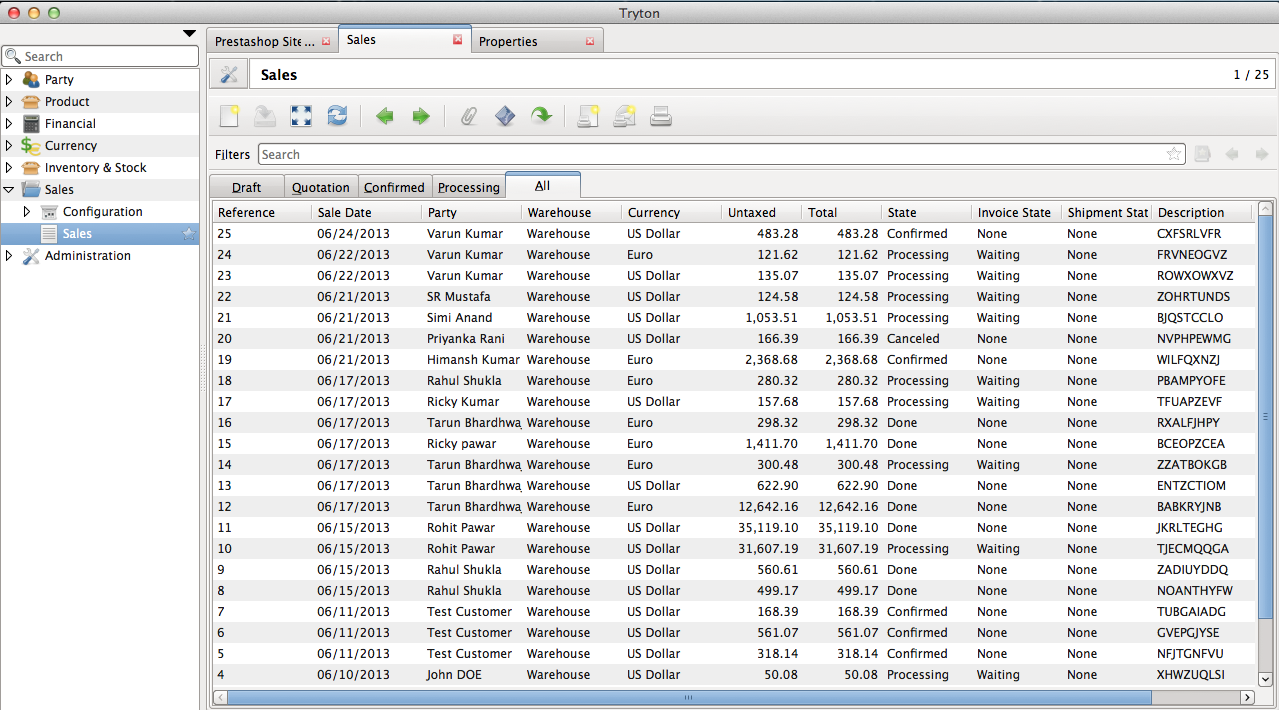 Tryton
Prestashop Site ...
Sales
Properties
Search
Party
Product
Financial
Currency
Inventory & Stock
Sales
Configuration
Sales
Administration
Sales 1 / 25
Filters Search
Draft Quotation Confirmed Processing All
Reference Sale Date Party Warehouse Currency Untaxed Total State Invoice State Shipment Stat Description
25 06/24/2013 Varun Kumar Warehouse US Dollar 483.28 483.28 Confirmed None None CXFSRLVFR
24 06/22/2013 Varun Kumar Warehouse Euro 121.62 121.62 Processing Waiting None FRVNEOGVZ
23 06/22/2013 Varun Kumar Warehouse US Dollar 135.07 135.07 Processing Waiting None ROWXOWXVZ
22 06/21/2013 SR Mustafa Warehouse US Dollar 124.58 124.58 Processing Waiting None ZOHRTUNDS
21 06/21/2013 Simi Anand Warehouse US Dollar 1,053.51 1,053.51 Processing Waiting None BJQSTCCLO
20 06/21/2013 Priyanka Rani Warehouse US Dollar 166.39 166.39 Canceled None None NVPHPEWMG
19 06/21/2013 Himansh Kumar Warehouse Euro 2,368.68 2,368.68 Confirmed None None WILFQXNZJ
18 06/17/2013 Rahul Shukla Warehouse Euro 280.32 280.32 Processing Waiting None PBAMPYOFE
17 06/17/2013 Ricky Kumar Warehouse US Dollar 157.68 157.68 Processing Waiting None TFUAPZEVF
16 06/17/2013 Tarun Bhardhwa Warehouse Euro 298.32 298.32 Done None None RXALFJHPY
15 06/17/2013 Ricky pawar Warehouse Euro 1,411.70 1,411.70 Done None None BCEOPZCEA
14 06/17/2013 Tarun Bhardhwa Warehouse Euro 300.48 300.48 Processing Waiting None ZZATBOKGB
13 06/17/2013 Tarun Bhardhwa Warehouse US Dollar 622.90 622.90 Done None None ENTZCTIOM
12 06/17/2013 Tarun Bhardhwa Warehouse Euro 12,642.16 12,642.16 Done None None BABKRYJNB
11 06/15/2013 Rohit Pawar Warehouse US Dollar 35,119.10 35,119.10 Done None None JKRLTEGHG
10 06/15/2013 Rohit Pawar Warehouse US Dollar 31,607.19 31,607.19 Processing Waiting None TJECMQQGA
9 06/15/2013 Rahul Shukla Warehouse US Dollar 560.61 560.61 Done None None ZADIUYDDQ
8 06/15/2013 Rahul Shukla Warehouse US Dollar 499.17 499.17 Done None None NOANTHYFW
7 06/11/2013 Test Customer Warehouse US Dollar 168.39 168.39 Confirmed None None TUBGAIADG
6 06/11/2013 Test Customer Warehouse US Dollar 561.07 561.07 Confirmed None None GVEPGJYSE
5 06/11/2013 Test Customer Warehouse US Dollar 318.14 318.14 Confirmed None None NFJTGNFVU
4 06/10/2013 John DOE Warehouse US Dollar 50.08 50.08 Processing Waiting None XHWZUQLSI